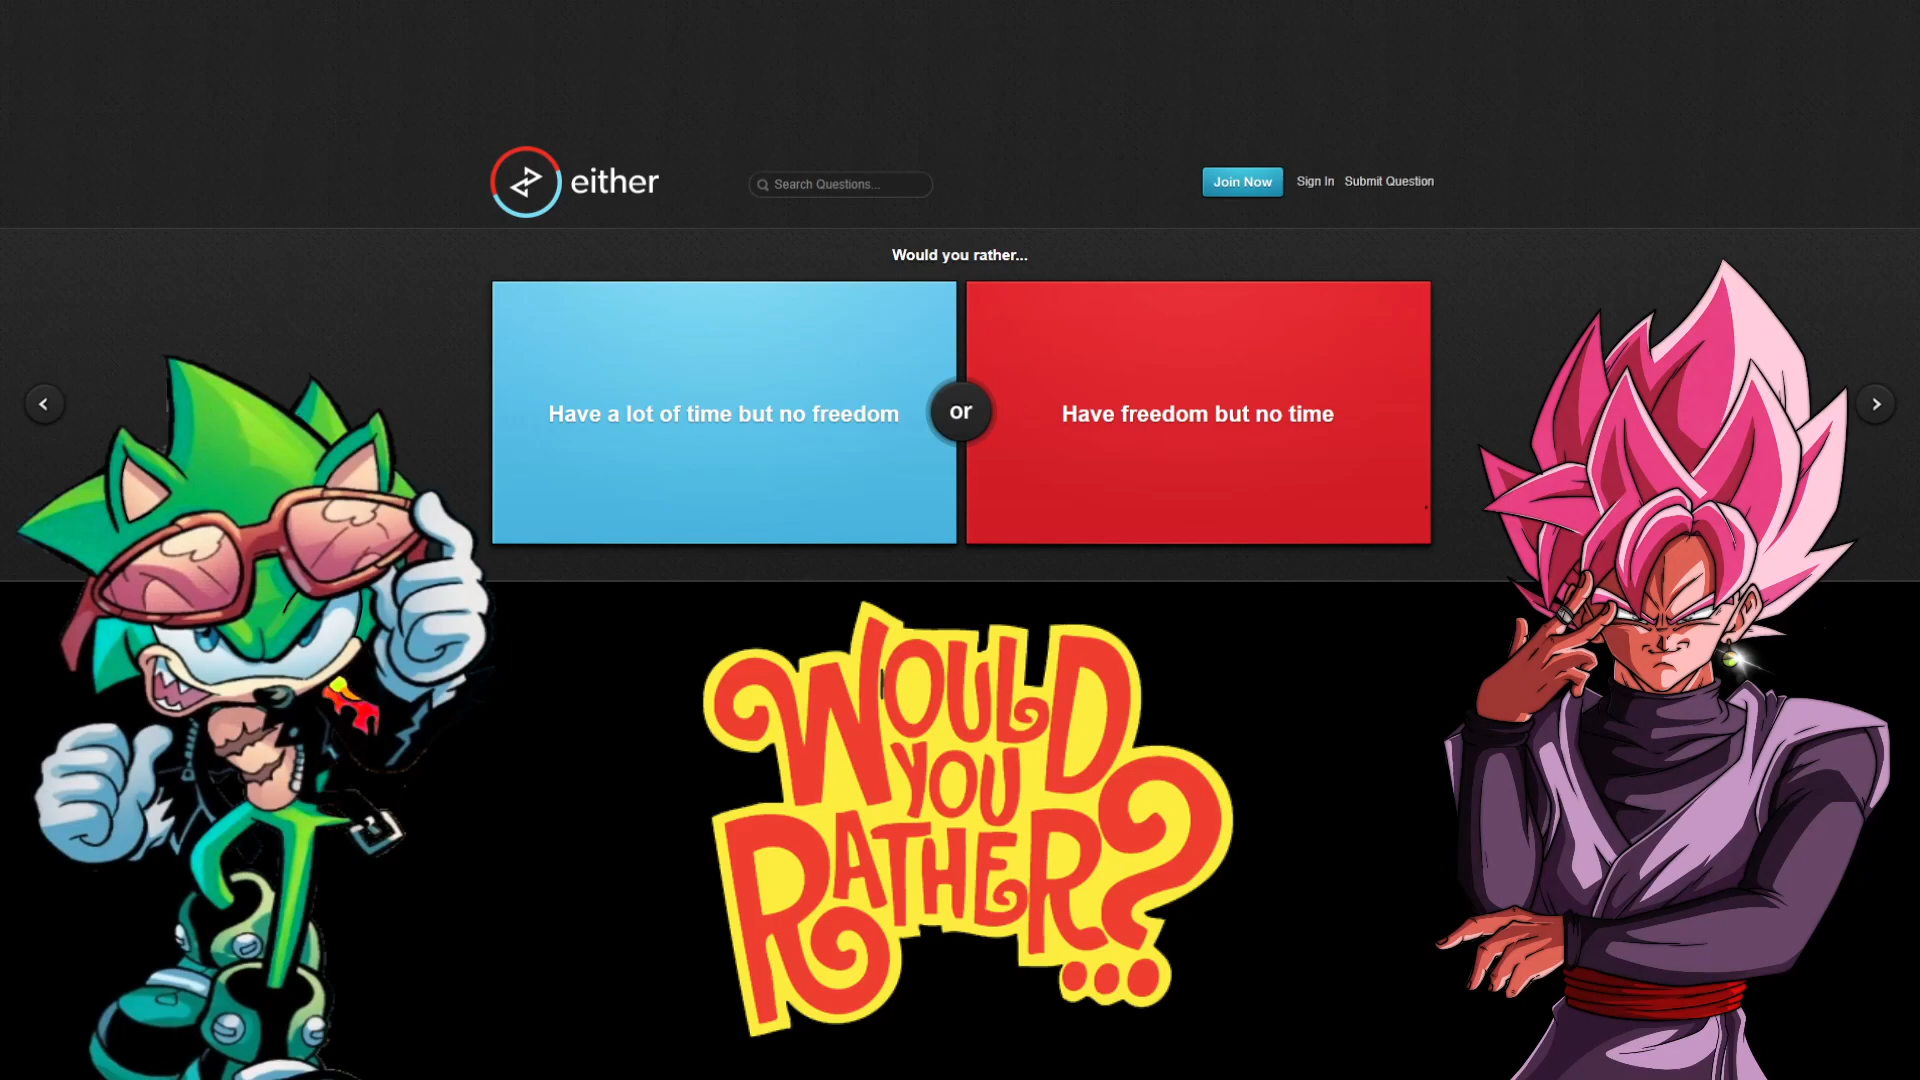 either
Search Questions...
Join Now
Sign In
Submit Question
Would you rather...
Have a lot of time but no freedom
or
Have freedom but no time
WOULD
YOU
RATHER?...